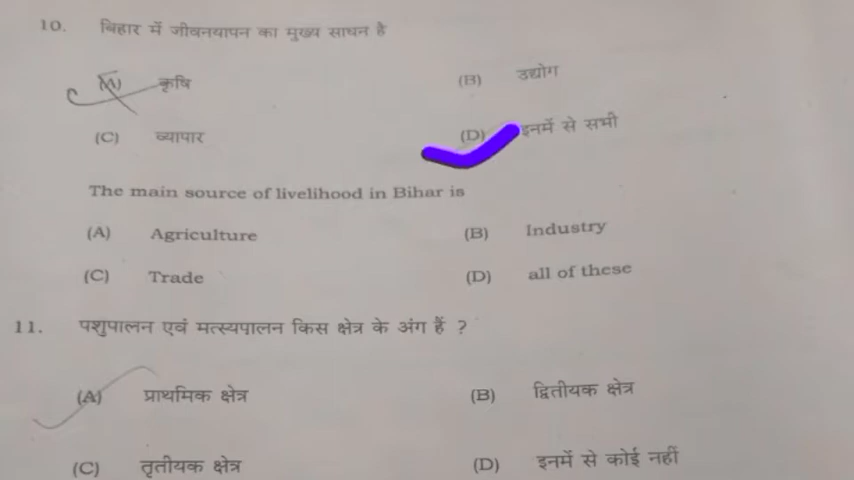 10. बिहार में जीवनयापन का मुख्य साधन है
(A) कृषि (B) उद्योग
(C) व्यापार (D) इनमें से सभी
The main source of livelihood in Bihar is
(A) Agriculture (B) Industry
(C) Trade (D) all of these
11. पशुपालन एवं मत्स्यपालन किस क्षेत्र के अंग हैं ?
(A) प्राथमिक क्षेत्र (B) द्वितीयक क्षेत्र
(C) तृतीयक क्षेत्र (D) इनमें से कोई नहीं